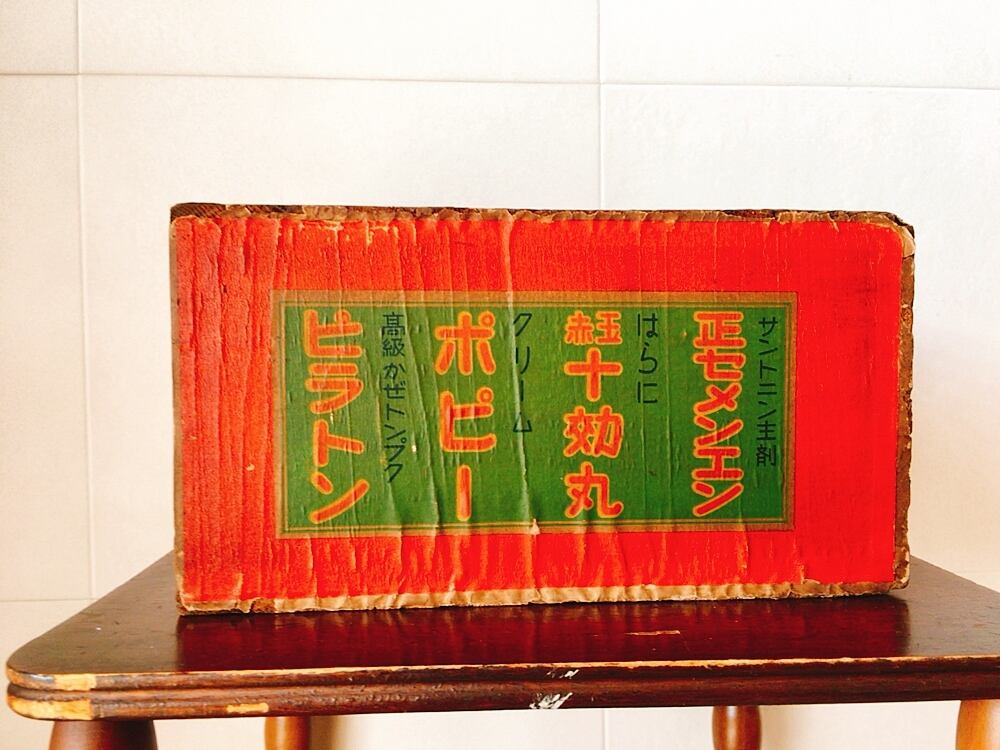 サントニン主剤
正セメンエン
はらに
赤玉十効丸
クリーム
ポピー
高級かぜトンプク
ピラトン